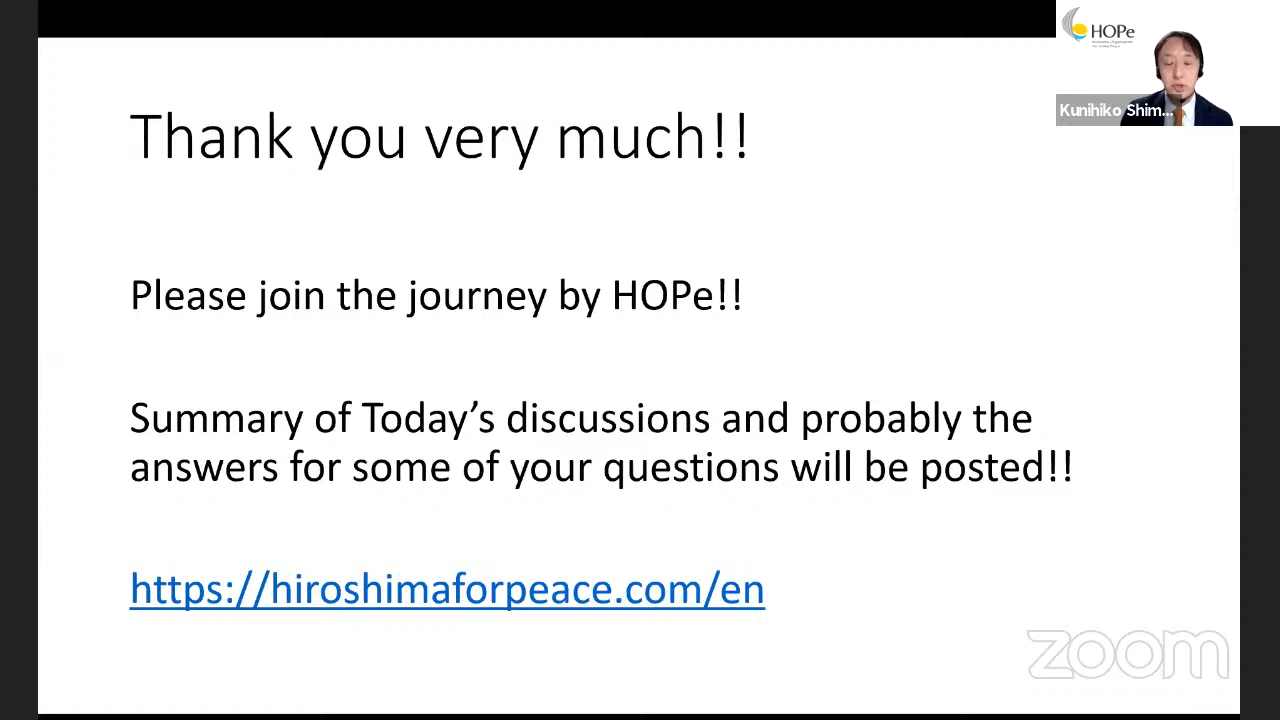 HOPe
Kunihiko Shim...
Thank you very much!!
Please join the journey by HOPe!!
Summary of Today’s discussions and probably the
answers for some of your questions will be posted!!
https://hiroshimaforpeace.com/en
zoom